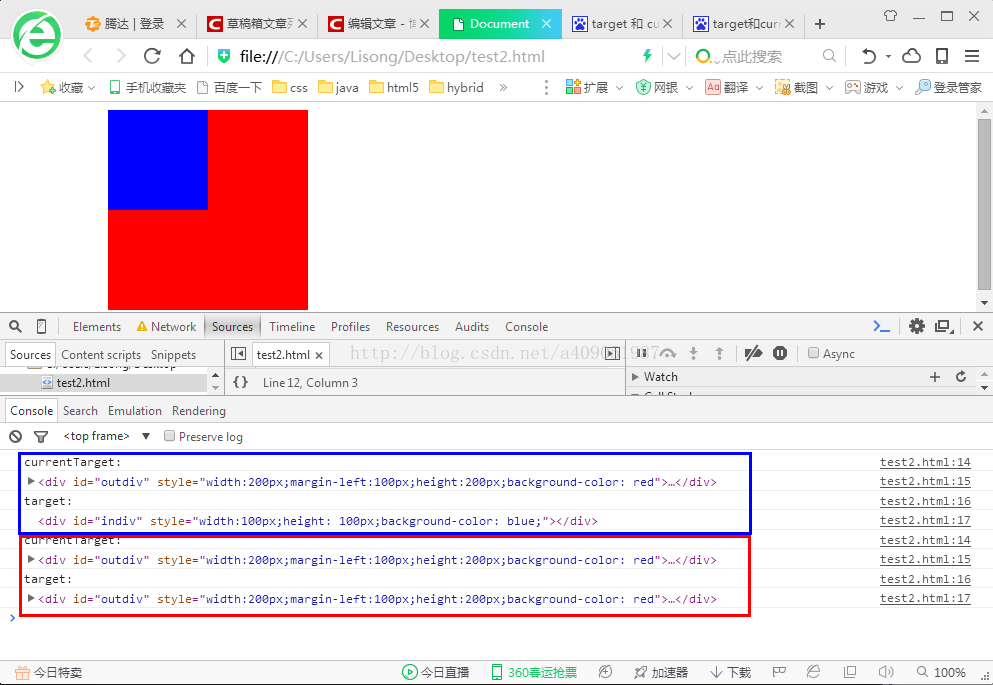 腾达 | 登录 × 草稿箱文章列 × 编辑文章 - 博 × Document × target 和 cu × target和curr × +
file:///C:/Users/Lisong/Desktop/test2.html 点此搜索
收藏 手机收藏夹 百度一下 css java html5 hybrid » 扩展 网银 Aa 翻译 截图 游戏 登录管家
Elements Network Sources Timeline Profiles Resources Audits Console
Sources Content scripts Snippets test2.html × http://blog.csdn.net/a409051987 Async
test2.html {} Line 12, Column 3 Watch
Console Search Emulation Rendering
<top frame> ▼ Preserve log
currentTarget: test2.html:14
<div id="outdiv" style="width:200px;margin-left:100px;height:200px;background-color: red">…</div> test2.html:15
target: test2.html:16
<div id="indiv" style="width:100px;height: 100px;background-color: blue;"></div> test2.html:17
currentTarget: test2.html:14
<div id="outdiv" style="width:200px;margin-left:100px;height:200px;background-color: red">…</div> test2.html:15
target: test2.html:16
<div id="outdiv" style="width:200px;margin-left:100px;height:200px;background-color: red">…</div> test2.html:17
今日特卖 今日直播 360春运抢票 加速器 下载 100%